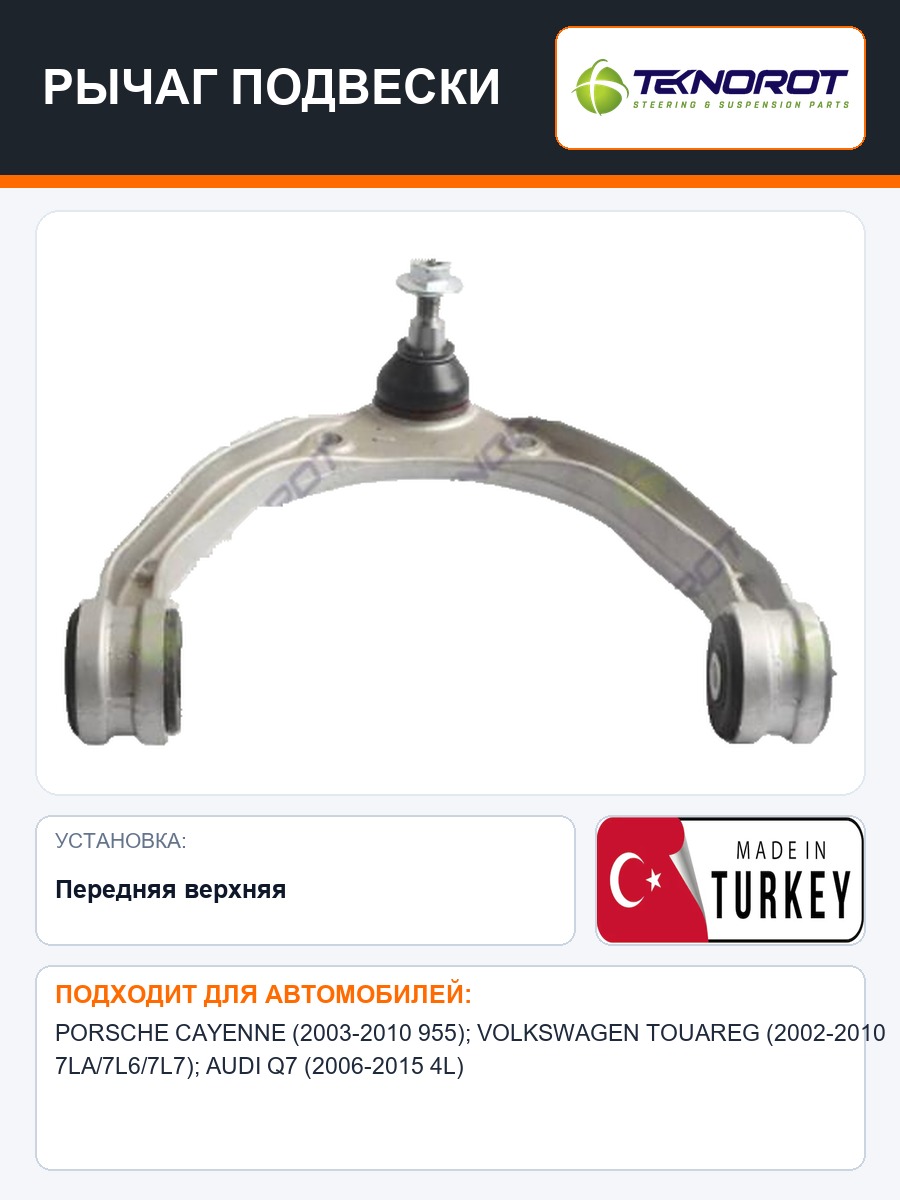 РЫЧАГ ПОДВЕСКИ
TEKNOROT
STEERING & SUSPENSION PARTS
УСТАНОВКА:
Передняя верхняя
MADE IN
TURKEY
ПОДХОДИТ ДЛЯ АВТОМОБИЛЕЙ:
PORSCHE CAYENNE (2003-2010 955); VOLKSWAGEN TOUAREG (2002-2010
7LA/7L6/7L7); AUDI Q7 (2006-2015 4L)